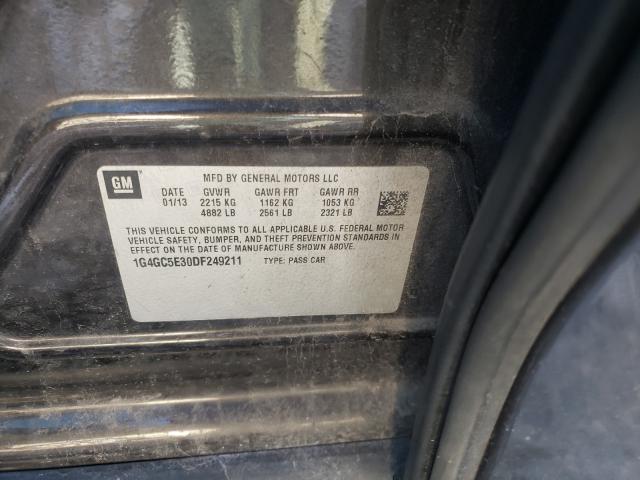 GM
MFD BY GENERAL MOTORS LLC
DATE GVWR GAWR FRT GAWR RR
01/13 2215 KG 1162 KG 1053 KG
4882 LB 2561 LB 2321 LB
THIS VEHICLE CONFORMS TO ALL APPLICABLE U.S. FEDERAL MOTOR
VEHICLE SAFETY, BUMPER, AND THEFT PREVENTION STANDARDS IN
EFFECT ON THE DATE OF MANUFACTURE SHOWN ABOVE.
1G4GC5E30DF249211 TYPE: PASS CAR